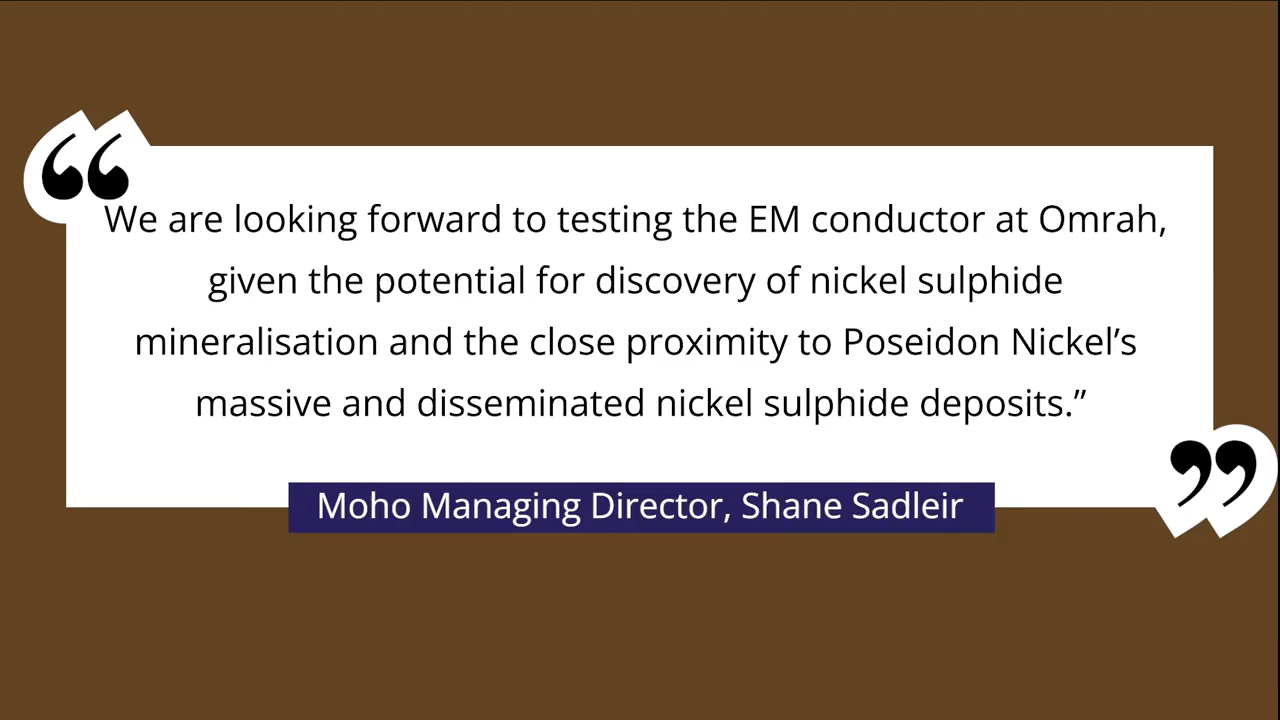 “
We are looking forward to testing the EM conductor at Omrah,
given the potential for discovery of nickel sulphide
mineralisation and the close proximity to Poseidon Nickel’s
massive and disseminated nickel sulphide deposits.”
”
Moho Managing Director, Shane Sadleir